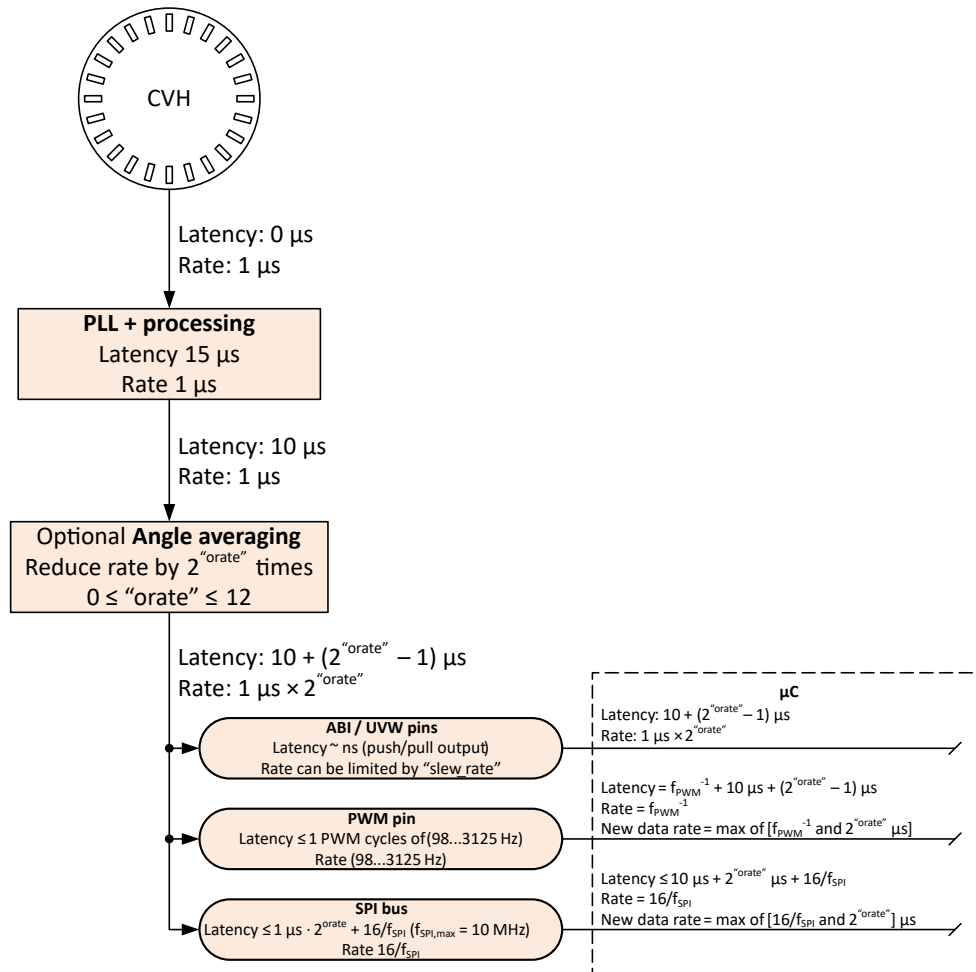 CVH
Latency: 0 µs
Rate: 1 µs
PLL + processing
Latency 15 µs
Rate 1 µs
Latency: 10 µs
Rate: 1 µs
Optional Angle averaging
Reduce rate by 2^“orate” times
0 ≤ “orate” ≤ 12
Latency: 10 + (2^“orate” – 1) µs
Rate: 1 µs × 2^“orate”
µC
ABI / UVW pins
Latency ~ ns (push/pull output)
Rate can be limited by “slew_rate”
Latency: 10 + (2^“orate” – 1) µs
Rate: 1 µs × 2^“orate”
PWM pin
Latency ≤ 1 PWM cycles of (98...3125 Hz)
Rate (98...3125 Hz)
Latency = f_PWM^-1 + 10 µs + (2^“orate” – 1) µs
Rate = f_PWM^-1
New data rate = max of [f_PWM^-1 and 2^“orate” µs]
SPI bus
Latency ≤ 1 µs · 2^orate + 16/f_SPI (f_SPI,max = 10 MHz)
Rate 16/f_SPI
Latency ≤ 10 µs + 2^“orate” µs + 16/f_SPI
Rate = 16/f_SPI
New data rate = max of [16/f_SPI and 2^“orate”] µs